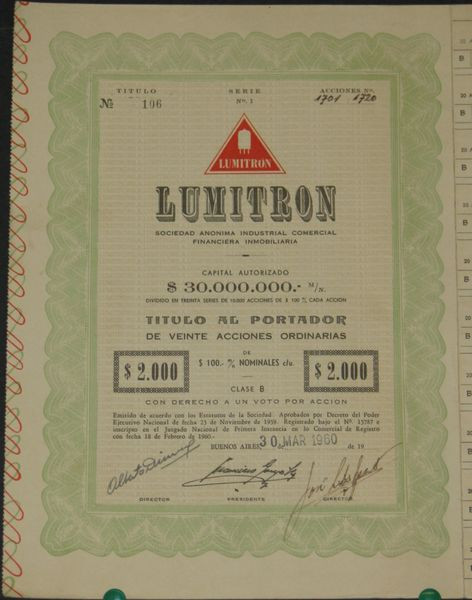 TITULO SERIE ACCIONES Nos.
№ 196 No. 1 1701 1720
LUMITRON
LUMITRON
SOCIEDAD ANONIMA INDUSTRIAL COMERCIAL
FINANCIERA INMOBILIARIA
CAPITAL AUTORIZADO
$ 30.000.000.- M/N.
DIVIDIDO EN TREINTA SERIES DE 10.000 ACCIONES DE $ 100 % CADA ACCION
TITULO AL PORTADOR
DE VEINTE ACCIONES ORDINARIAS
DE
$ 2.000 $ 100.- % NOMINALES c/u. $ 2.000
CLASE B
CON DERECHO A UN VOTO POR ACCION
Emitido de acuerdo con los Estatutos de la Sociedad. Aprobados por Decreto del Poder
Ejecutivo Nacional de fecha 23 de Noviembre de 1959. Registrado bajo el Nº 15787 e
inscriptos en el Juzgado Nacional de Primera Instancia en lo Comercial de Registro
con fecha 18 de Febrero de 1960.-
BUENOS AIRES, 30 MAR 1960 de 19
DIRECTOR PRESIDENTE DIRECTOR